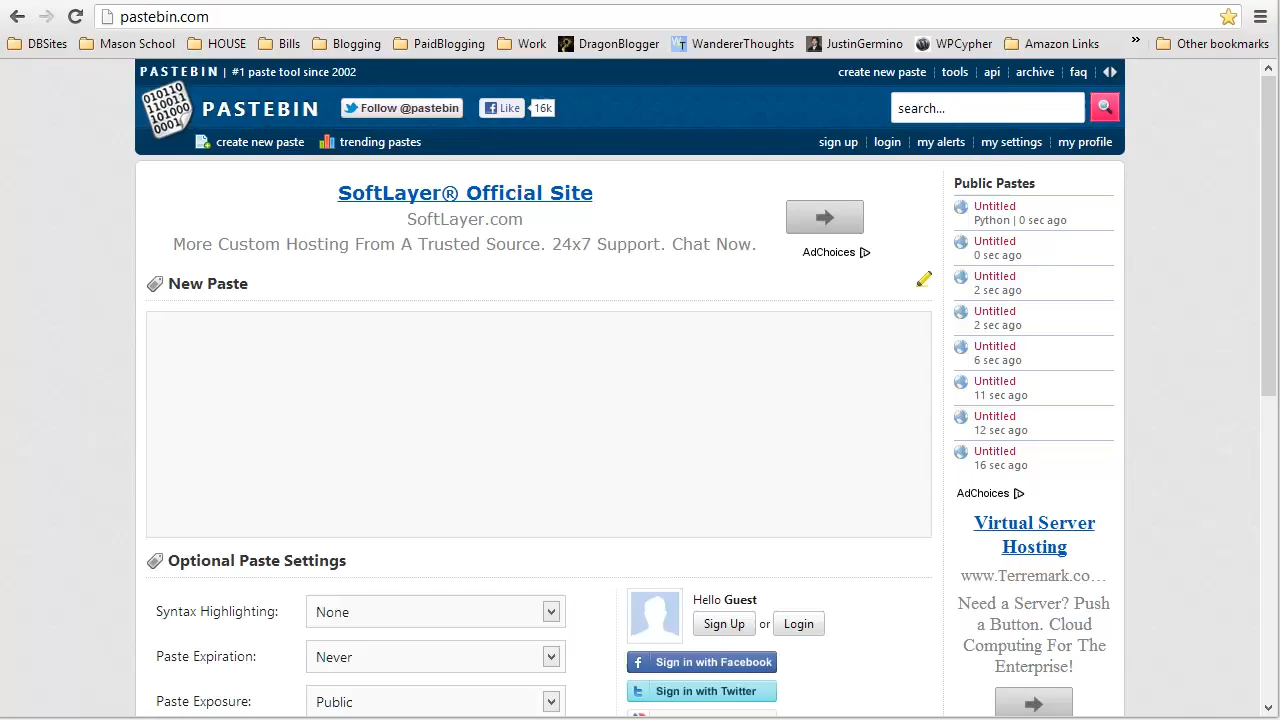 pastebin.com
DBSites Mason School HOUSE Bill Blogging PaidBlogging Work DragonBlogger WandererThoughts JustinGermino WPCypher Amazon Links » Other bookmarks
PASTEBIN | #1 paste tool since 2002
create new paste tools api archive faq
PASTEBIN
Follow @pastebin
Like 16k
search...
create new paste trending pastes
sign up login my alerts my settings my profile
SoftLayer® Official Site
SoftLayer.com
More Custom Hosting From A Trusted Source. 24x7 Support. Chat Now.
AdChoices
New Paste
Optional Paste Settings
Syntax Highlighting: None
Paste Expiration: Never
Paste Exposure: Public
Hello Guest
Sign Up or Login
Sign in with Facebook
Sign in with Twitter
Public Pastes
Untitled
Python | 0 sec ago
Untitled
0 sec ago
Untitled
2 sec ago
Untitled
2 sec ago
Untitled
6 sec ago
Untitled
11 sec ago
Untitled
12 sec ago
Untitled
16 sec ago
AdChoices
Virtual Server
Hosting
www.Terremark.co...
Need a Server? Push
a Button. Cloud
Computing For The
Enterprise!